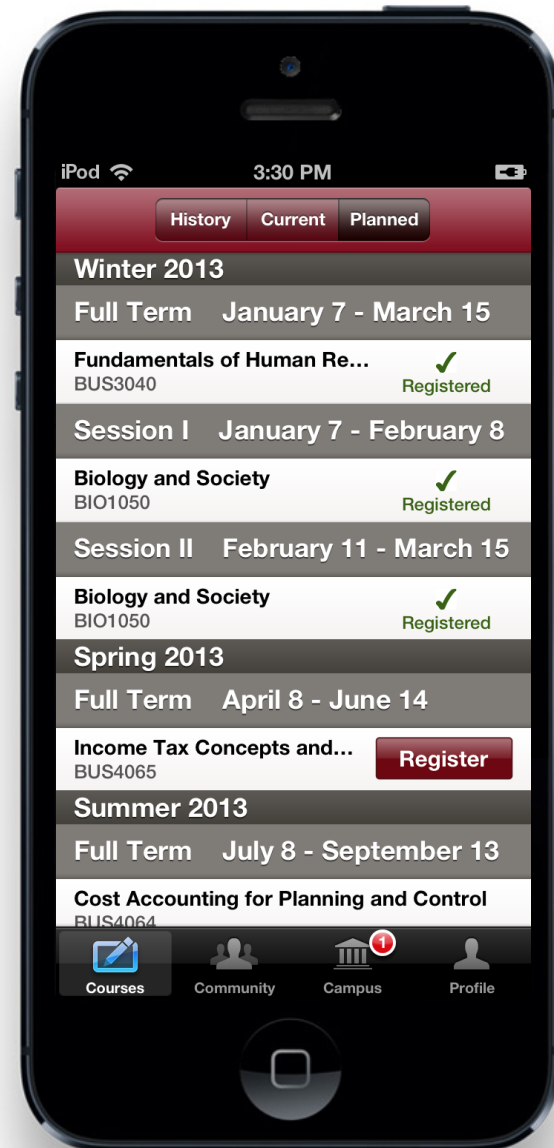 iPod 3:30 PM
History Current Planned
Winter 2013
Full Term January 7 - March 15
Fundamentals of Human Re...
BUS3040
Registered
Session I January 7 - February 8
Biology and Society
BIO1050
Registered
Session II February 11 - March 15
Biology and Society
BIO1050
Registered
Spring 2013
Full Term April 8 - June 14
Income Tax Concepts and...
BUS4065
Register
Summer 2013
Full Term July 8 - September 13
Cost Accounting for Planning and Control
BUS4064
1
Courses Community Campus Profile